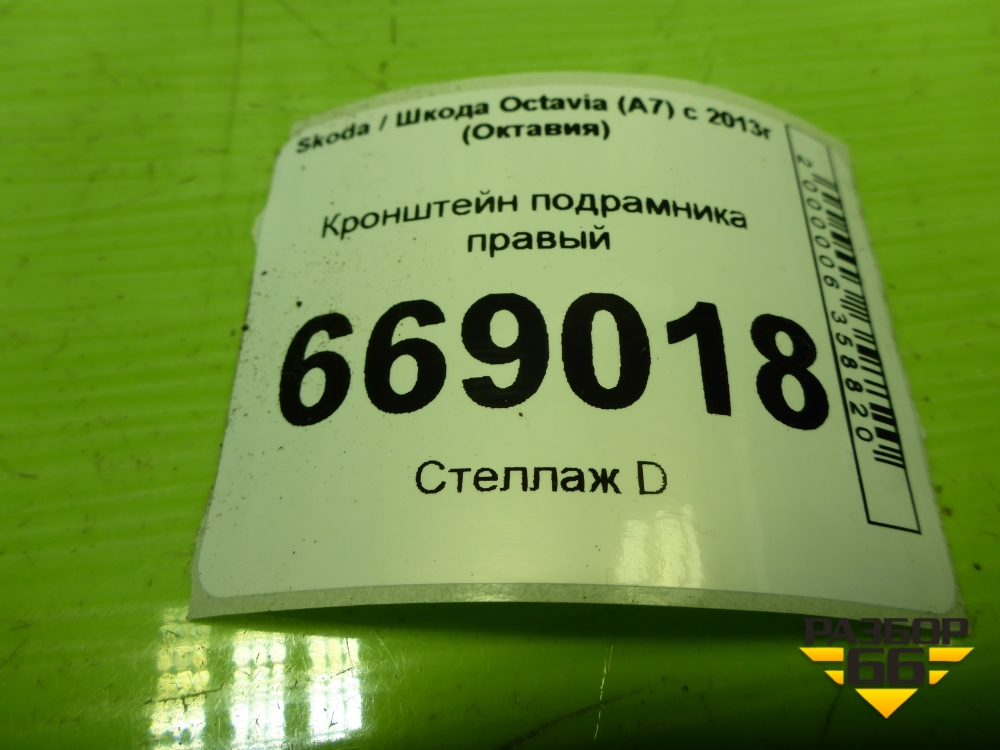 Skoda / Шкода Octavia (A7) с 2013г
(Октавия)
Кронштейн подрамника
правый
669018
Стеллаж D
2000006358820
РАЗБОР
66